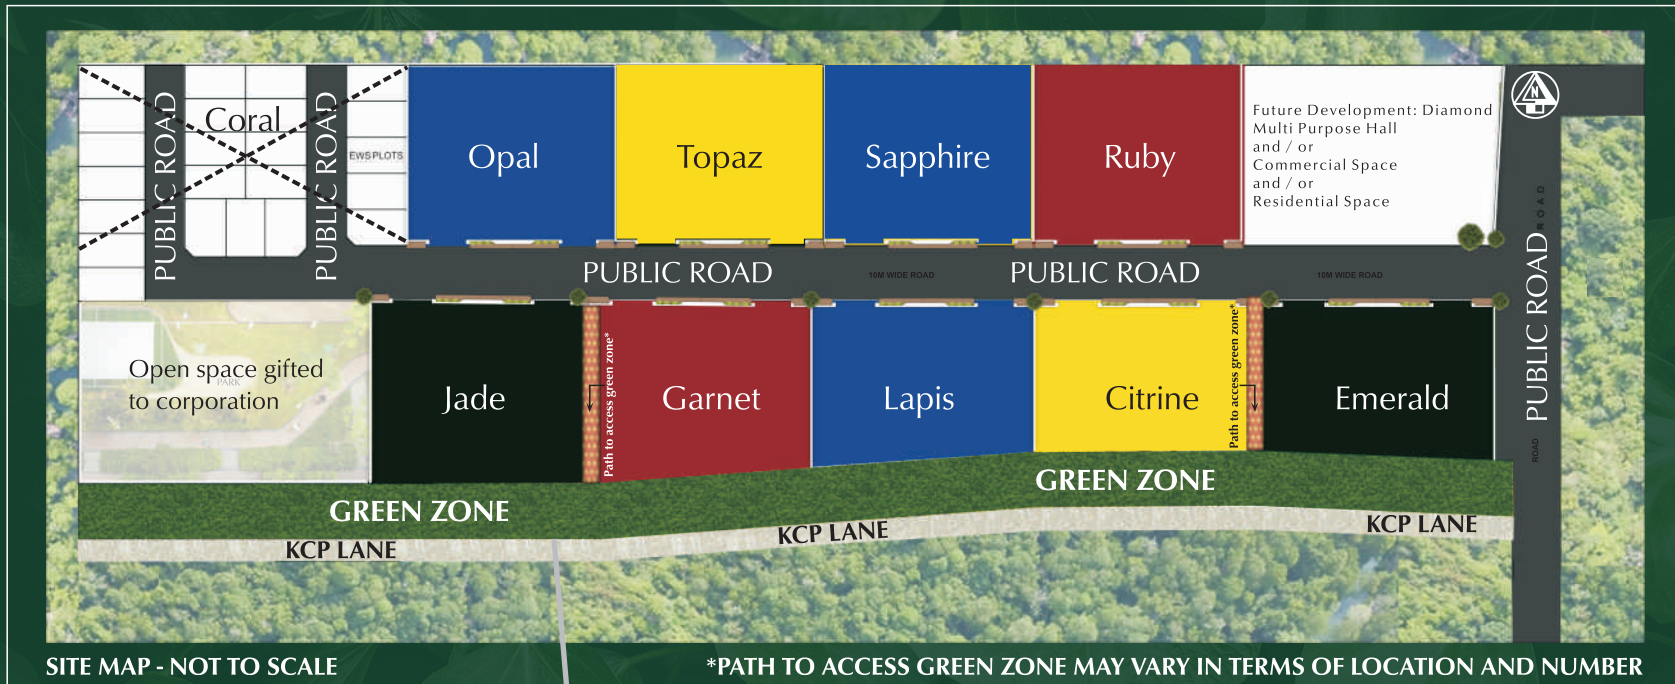 PUBLIC ROAD
Coral
PUBLIC ROAD
EWS PLOTS
Opal
Topaz
Sapphire
Ruby
Future Development: Diamond
Multi Purpose Hall
and / or
Commercial Space
and / or
Residential Space
N
ROAD
PUBLIC ROAD
10M WIDE ROAD
PUBLIC ROAD
10M WIDE ROAD
PUBLIC ROAD
ROAD
Open space gifted
PARK
to corporation
Jade
Path to access green zone*
Garnet
Lapis
Citrine
Path to access green zone*
Emerald
GREEN ZONE
GREEN ZONE
KCP LANE
KCP LANE
KCP LANE
SITE MAP - NOT TO SCALE
*PATH TO ACCESS GREEN ZONE MAY VARY IN TERMS OF LOCATION AND NUMBER